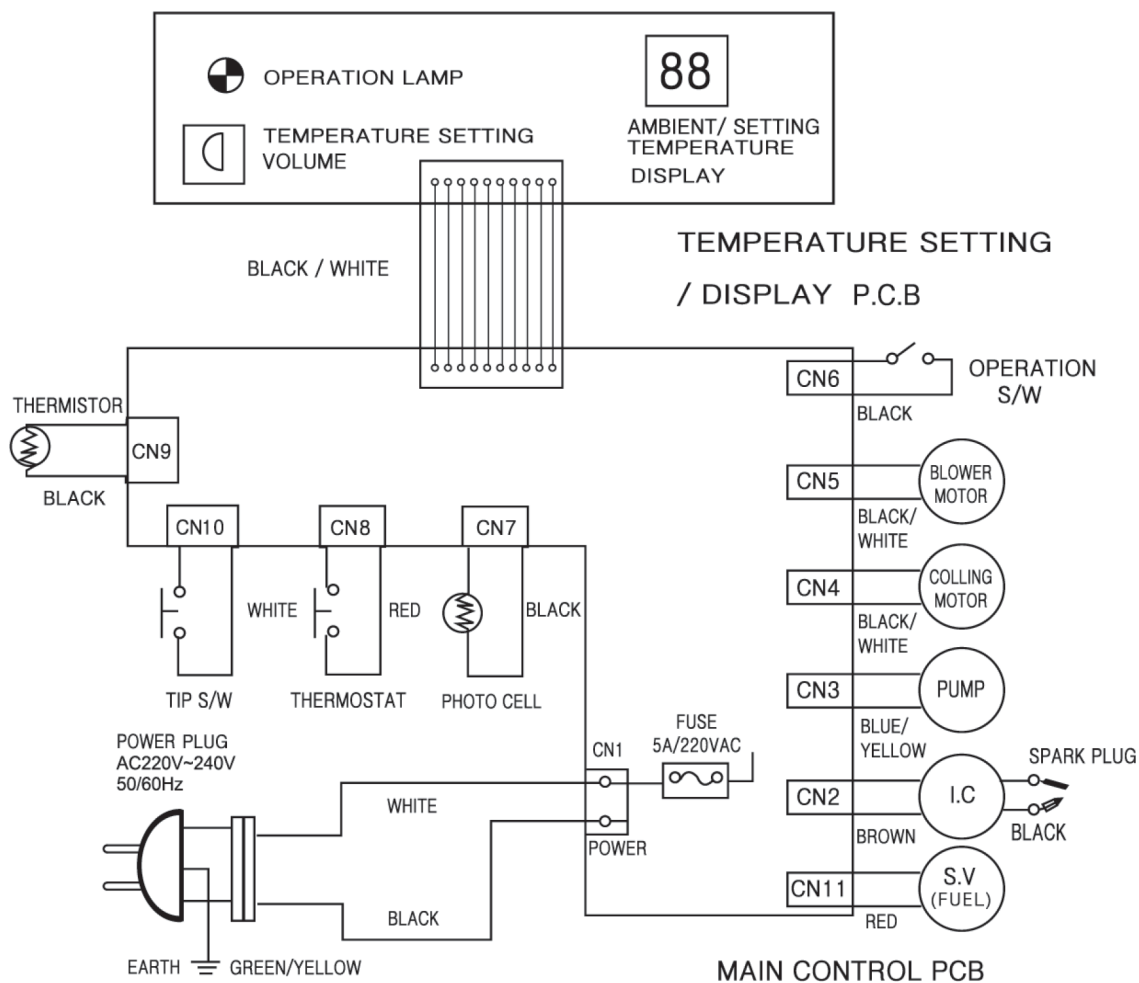 OPERATION LAMP
88
TEMPERATURE SETTING
VOLUME
AMBIENT/ SETTING
TEMPERATURE
DISPLAY
BLACK / WHITE
TEMPERATURE SETTING
/ DISPLAY P.C.B
THERMISTOR
CN9
BLACK
CN6
OPERATION
S/W
BLACK
CN5
BLOWER
MOTOR
BLACK/
WHITE
CN10
CN8
CN7
WHITE
RED
BLACK
TIP S/W
THERMOSTAT
PHOTO CELL
CN4
COLLING
MOTOR
BLACK/
WHITE
CN3
PUMP
BLUE/
YELLOW
POWER PLUG
AC220V~240V
50/60Hz
CN1
FUSE
5A/220VAC
WHITE
POWER
CN2
I.C
SPARK PLUG
BROWN
BLACK
CN11
S.V
(FUEL)
RED
BLACK
EARTH
GREEN/YELLOW
MAIN CONTROL PCB